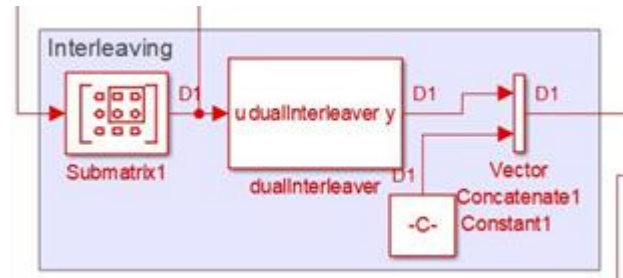 Interleaving
D1
u dualInterleaver y
D1
D1
Submatrix1
dualInterleaver
D1
Vector
Concatenate1
-C-
Constant1